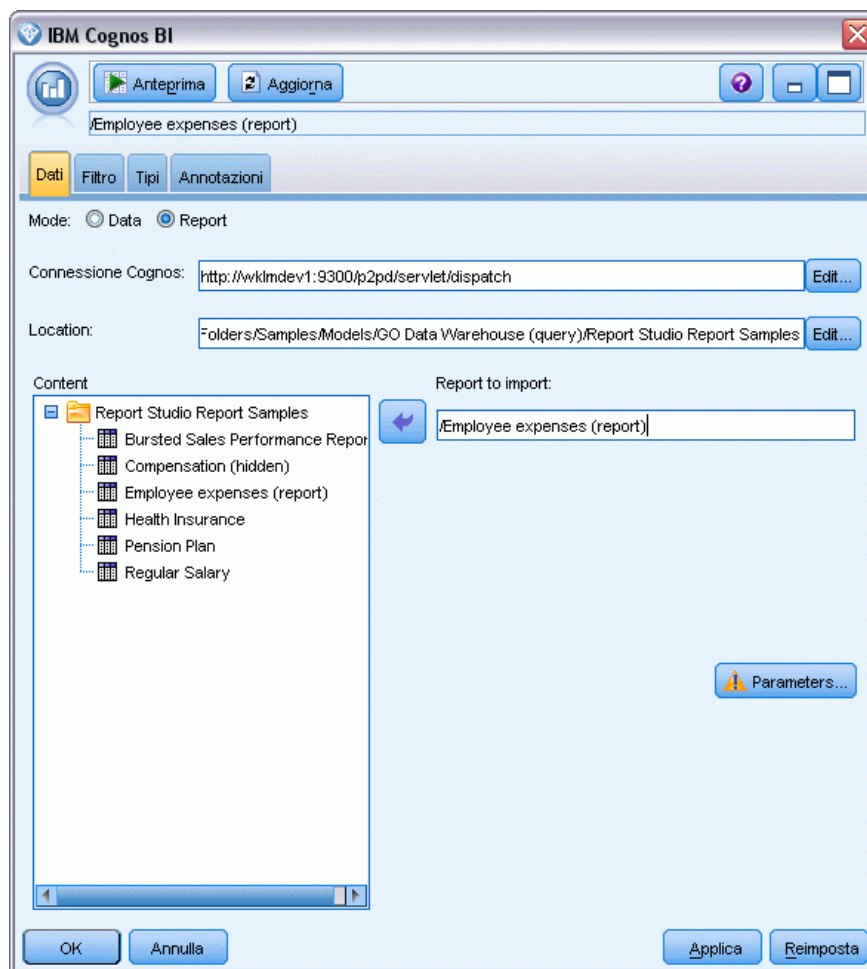 IBM Cognos BI
Anteprima Aggiorna
/Employee expenses (report)
Dati Filtro Tipi Annotazioni
Mode: Data Report
Connessione Cognos: http://wklmdev1:9300/p2pd/servlet/dispatch Edit...
Location: Folders/Samples/Models/GO Data Warehouse (query)/Report Studio Report Samples Edit...
Content
Report Studio Report Samples
Bursted Sales Performance Repor
Compensation (hidden)
Employee expenses (report)
Health Insurance
Pension Plan
Regular Salary
Report to import:
/Employee expenses (report)
Parameters...
OK Annulla Applica Reimposta